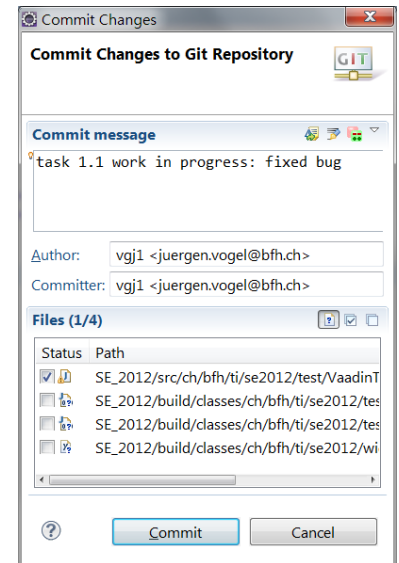 Commit Changes
Commit Changes to Git Repository
GIT
Commit message
task 1.1 work in progress: fixed bug
Author: vgj1 <juergen.vogel@bfh.ch>
Committer: vgj1 <juergen.vogel@bfh.ch>
Files (1/4)
Status Path
SE_2012/src/ch/bfh/ti/se2012/test/VaadinT
SE_2012/build/classes/ch/bfh/ti/se2012/tes
SE_2012/build/classes/ch/bfh/ti/se2012/tes
SE_2012/build/classes/ch/bfh/ti/se2012/wi
Commit Cancel